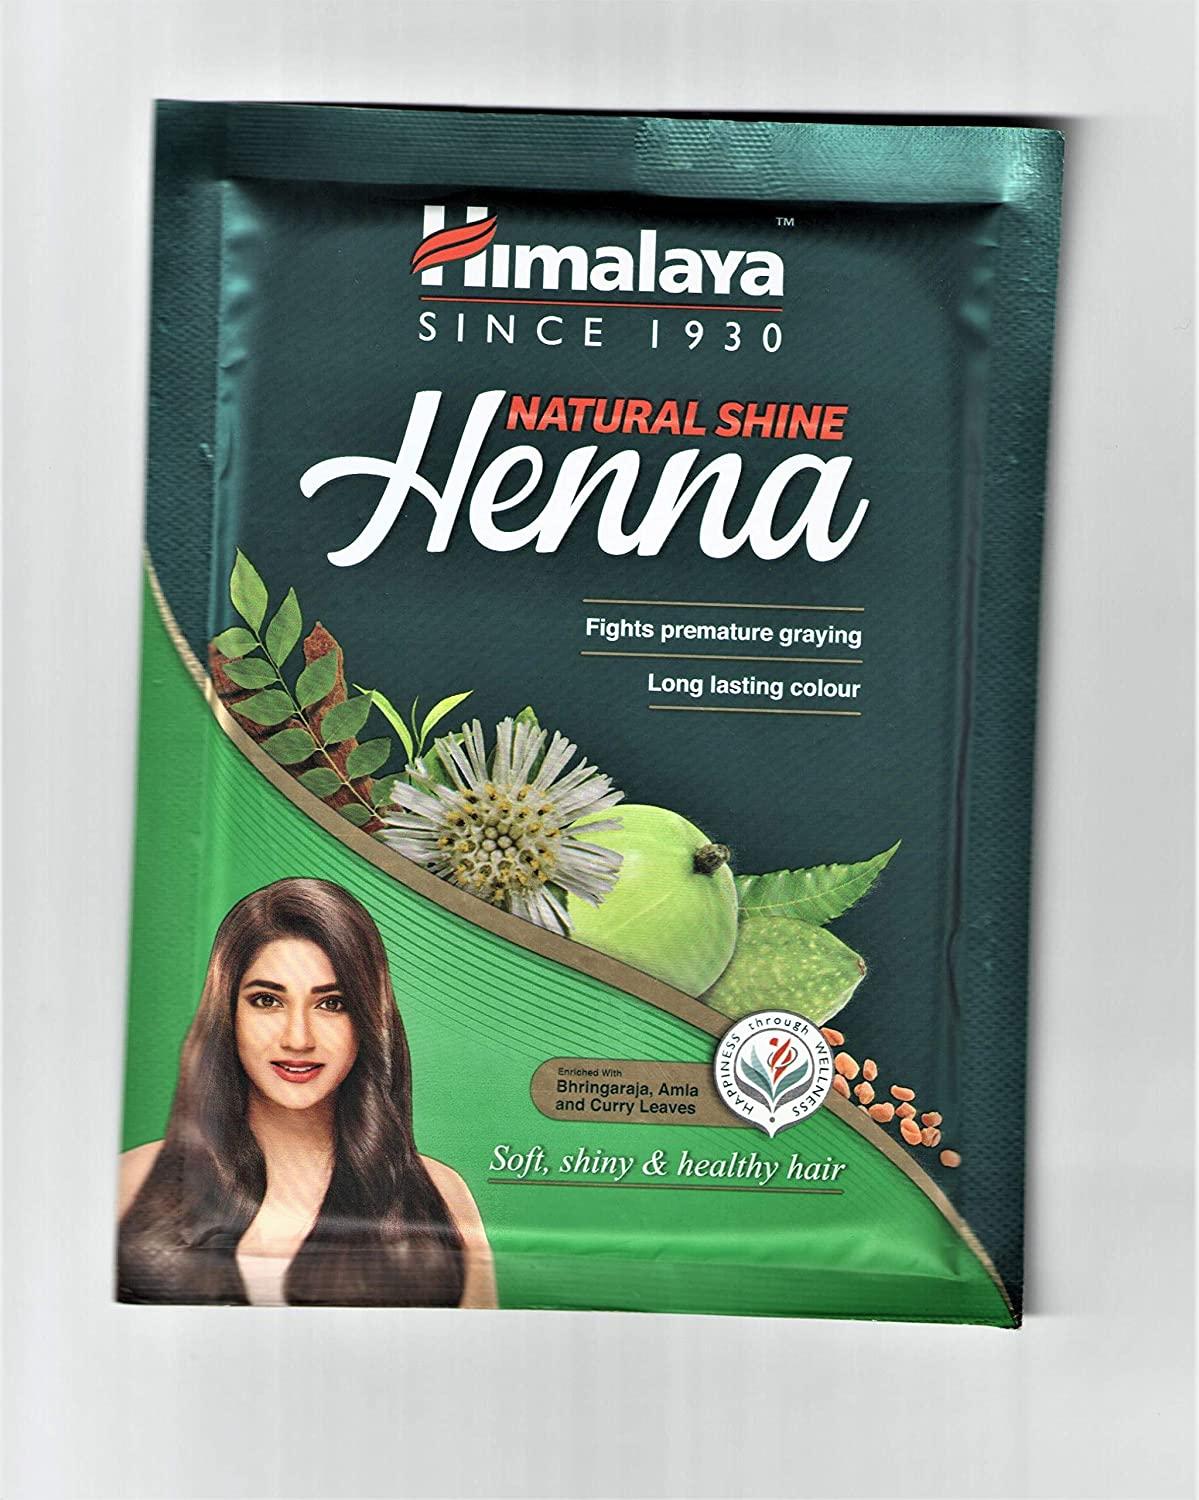 Himalaya™
SINCE 1930
NATURAL SHINE
Henna
Fights premature graying
Long lasting colour
HAPPINESS through WELLNESS
Enriched With
Bhringaraja, Amla
and Curry Leaves
Soft, shiny & healthy hair